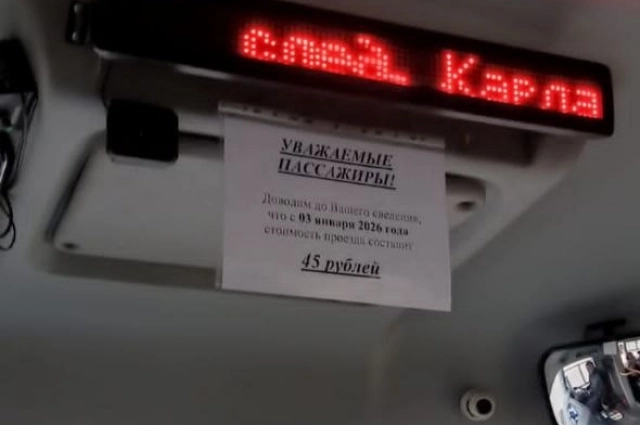 след. Карла
УВАЖАЕМЫЕ
ПАССАЖИРЫ!
Доводим до Вашего сведения,
что с 03 января 2026 года
стоимость проезда составит
45 рублей